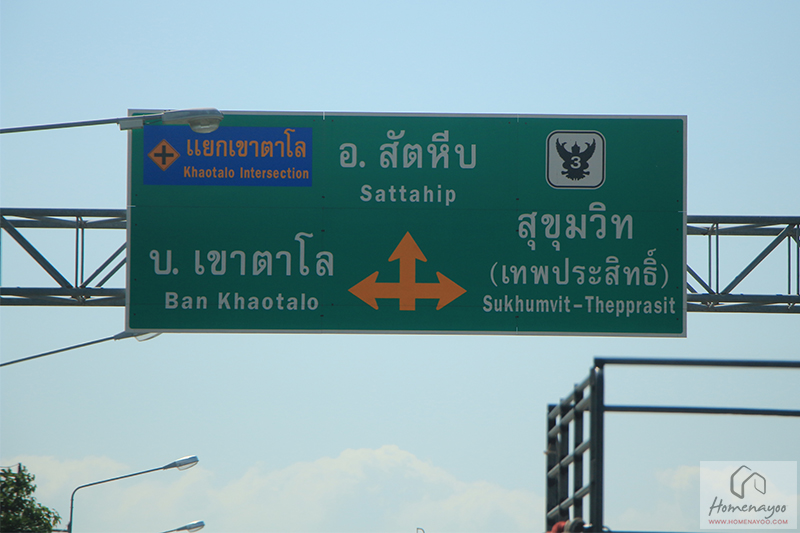 แยกเขาตาโล
Khaotalo Intersection
อ. สัตหีบ
Sattahip
3
บ. เขาตาโล
Ban Khaotalo
สุขุมวิท
(เทพประสิทธิ์)
Sukhumvit-Thepprasit
Homenayoo
WWW.HOMENAYOO.COM